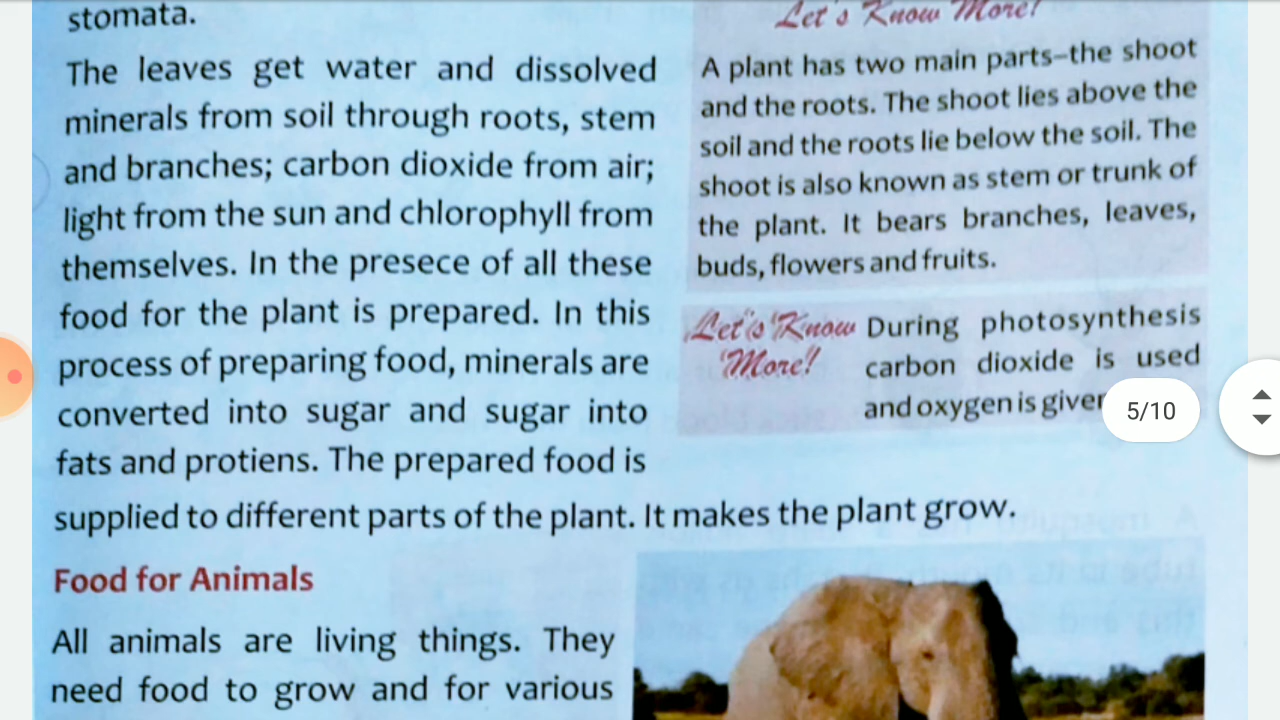 stomata.
The leaves get water and dissolved
minerals from soil through roots, stem
and branches; carbon dioxide from air;
light from the sun and chlorophyll from
themselves. In the presece of all these
food for the plant is prepared. In this
process of preparing food, minerals are
converted into sugar and sugar into
fats and protiens. The prepared food is
supplied to different parts of the plant. It makes the plant grow.
Let's Know More!
A plant has two main parts–the shoot
and the roots. The shoot lies above the
soil and the roots lie below the soil. The
shoot is also known as stem or trunk of
the plant. It bears branches, leaves,
buds, flowers and fruits.
Let's Know
More!
During photosynthesis
carbon dioxide is used
and oxygen is given
5/10
Food for Animals
All animals are living things. They
need food to grow and for various